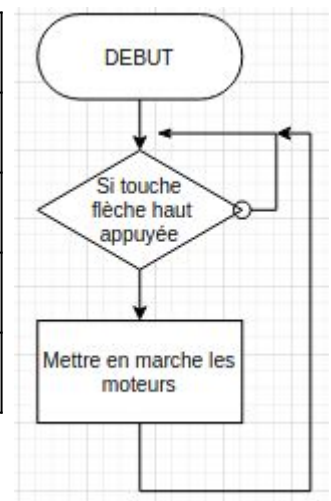 DEBUT
Si touche
flèche haut
appuyée
Mettre en marche les
moteurs